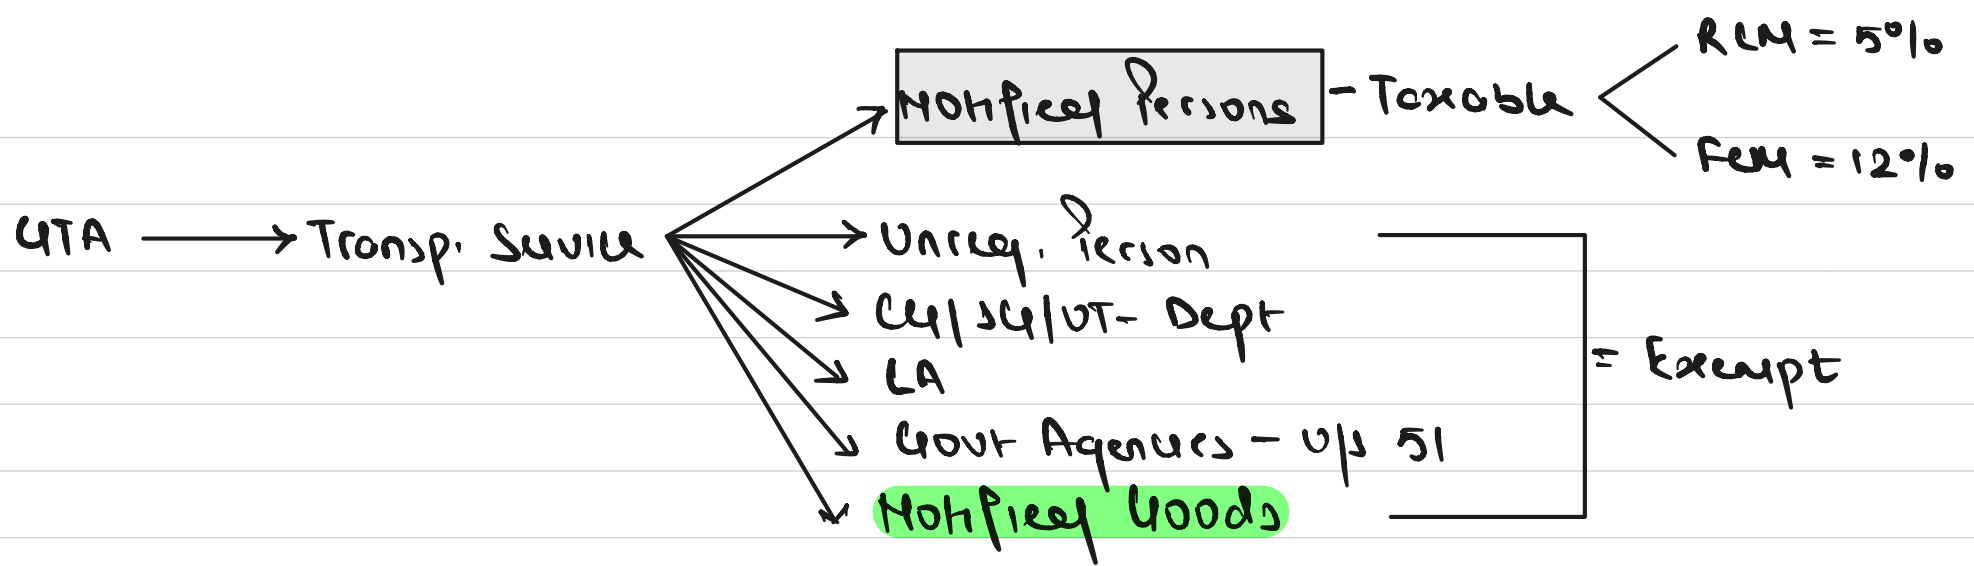 RCM = 5%
Notified Persons - Taxable
FCM = 12%
GTA → Transp. Service
Unreg. Person
CG/SG/UT - Dept
LA
= Exempt
Govt Agencies - u/s 51
Notified Goods